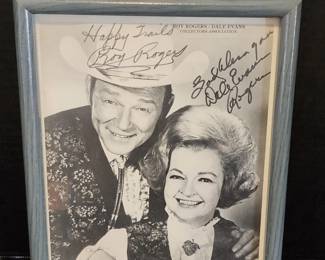 ROY ROGERS - DALE EVANS
COLLECTORS ASSOCIATION
Happy Trails
Roy Rogers
God bless you
Dale Evans
Rogers